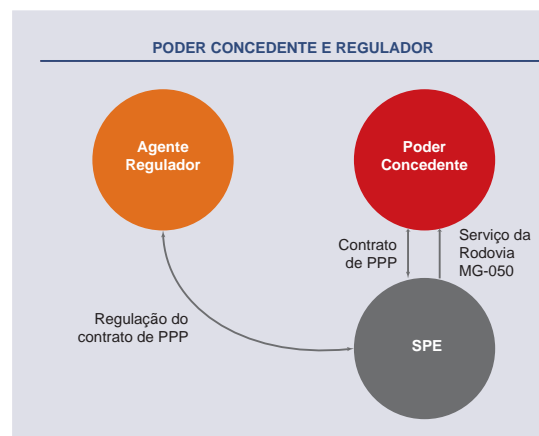 PODER CONCEDENTE E REGULADOR
Agente
Regulador
Poder
Concedente
Contrato
de PPP
Serviço da
Rodovia
MG-050
Regulação do
contrato de PPP
SPE